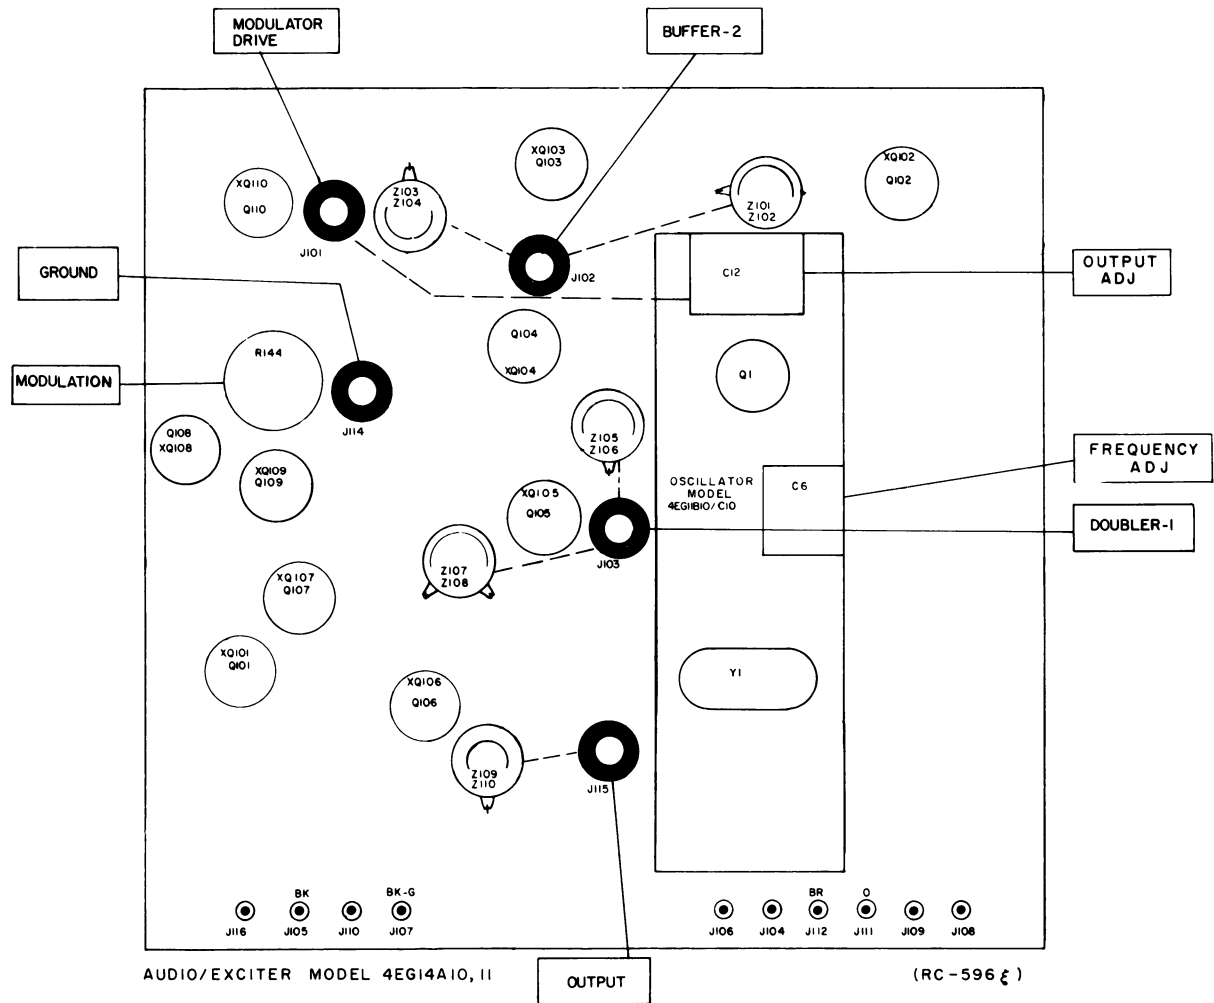 MODULATOR
DRIVE
BUFFER-2
XQ103
Q103
XQ102
Q102
XQ110
Q110
Z103
Z104
Z101
Z102
J101
J102
GROUND
C12
OUTPUT
ADJ
Q104
XQ104
R144
MODULATION
Q1
J114
Q108
XQ108
Z105
Z106
XQ109
Q109
FREQUENCY
ADJ
OSCILLATOR
MODEL
4EG11B10/C10
C6
XQ105
Q105
DOUBLER-1
J103
Z107
Z108
XQ107
Q107
XQ101
Q101
Y1
XQ106
Q106
Z109
Z110
J115
BK
BK-G
BR
O
J116
J105
J110
J107
J106
J104
J112
J111
J109
J108
AUDIO/EXCITER MODEL 4EG14A10, 11
OUTPUT
(RC-596ξ)